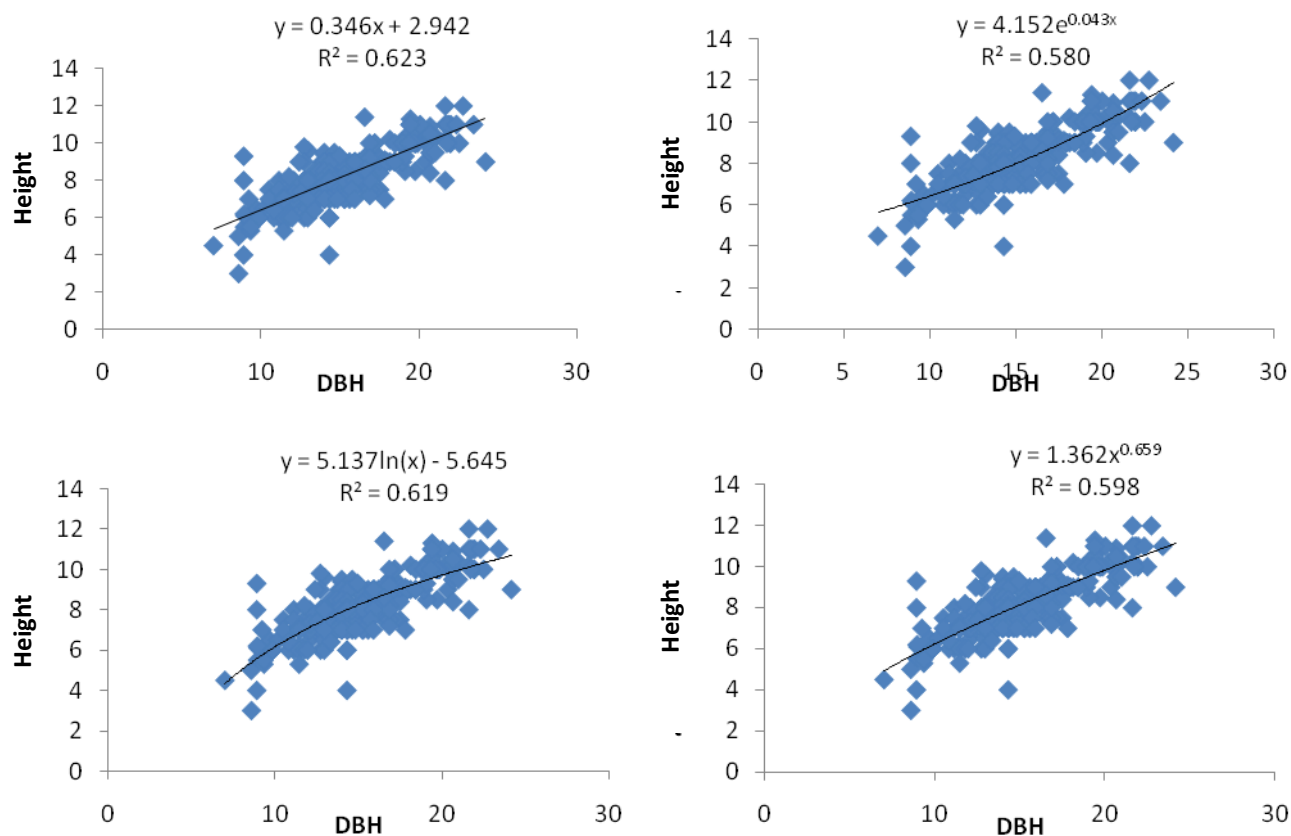 y = 0.346x + 2.942
R² = 0.623
14
12
10
8
6
4
2
0
Height
0 10 20 30
DBH
y = 4.152e^0.043x
R² = 0.580
14
12
10
8
6
4
2
0
Height
0 5 10 15 20 25 30
DBH
y = 5.137ln(x) - 5.645
R² = 0.619
14
12
10
8
6
4
2
0
Height
0 10 20 30
DBH
y = 1.362x^0.659
R² = 0.598
14
12
10
8
6
4
2
0
Height
0 10 20 30
DBH